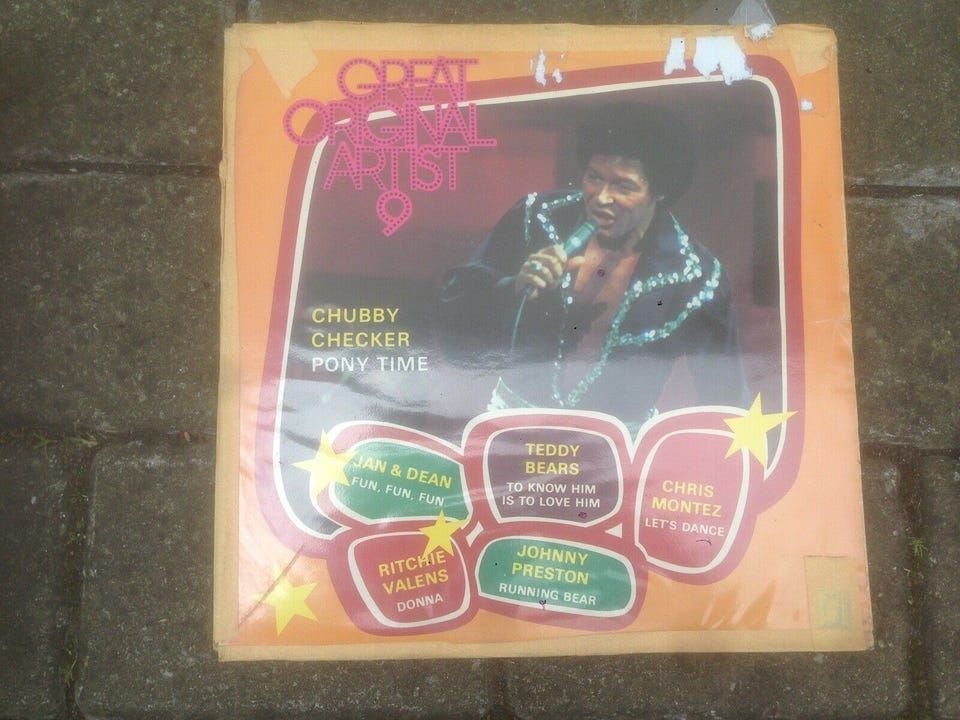 GREAT
ORIGINAL
ARTIST
9
CHUBBY
CHECKER
PONY TIME
JAN & DEAN
FUN, FUN, FUN
TEDDY
BEARS
TO KNOW HIM
IS TO LOVE HIM
CHRIS
MONTEZ
LET'S DANCE
RITCHIE
VALENS
DONNA
JOHNNY
PRESTON
RUNNING BEAR